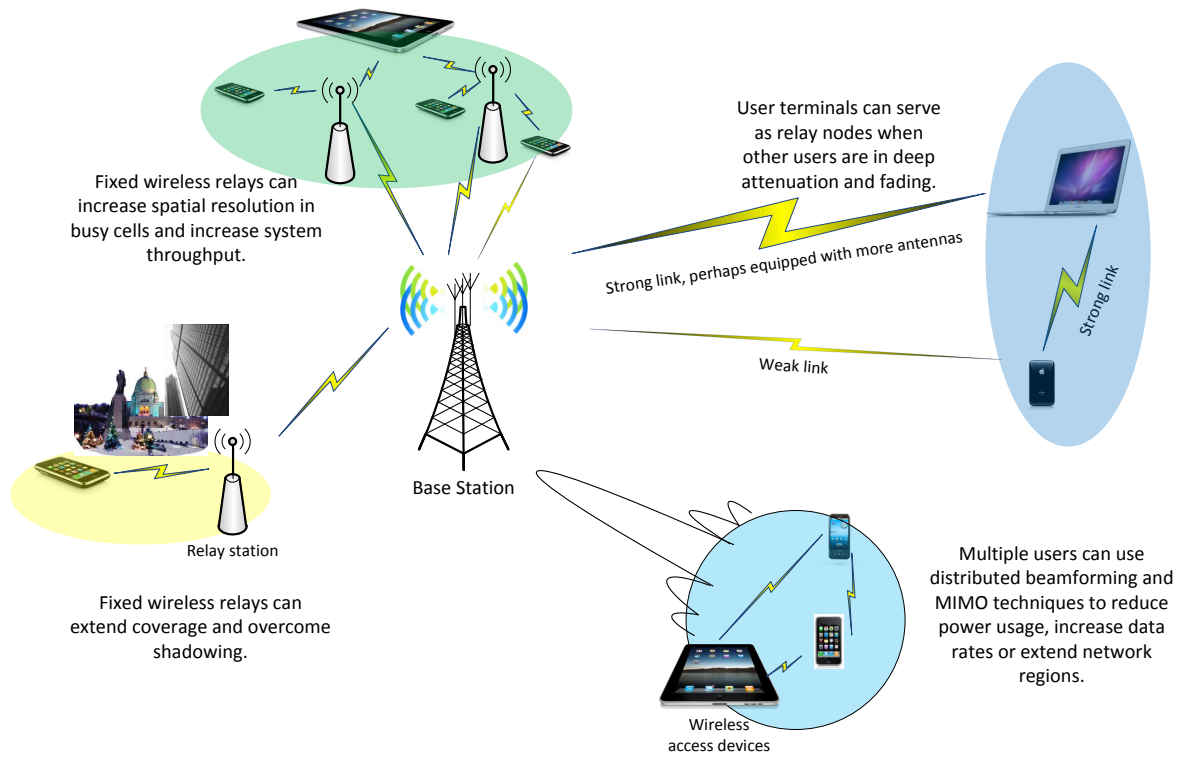 Fixed wireless relays can
increase spatial resolution in
busy cells and increase system
throughput.
User terminals can serve
as relay nodes when
other users are in deep
attenuation and fading.
Strong link, perhaps equipped with more antennas
Strong link
Weak link
Base Station
Relay station
Fixed wireless relays can
extend coverage and overcome
shadowing.
Multiple users can use
distributed beamforming and
MIMO techniques to reduce
power usage, increase data
rates or extend network
regions.
Wireless
access devices